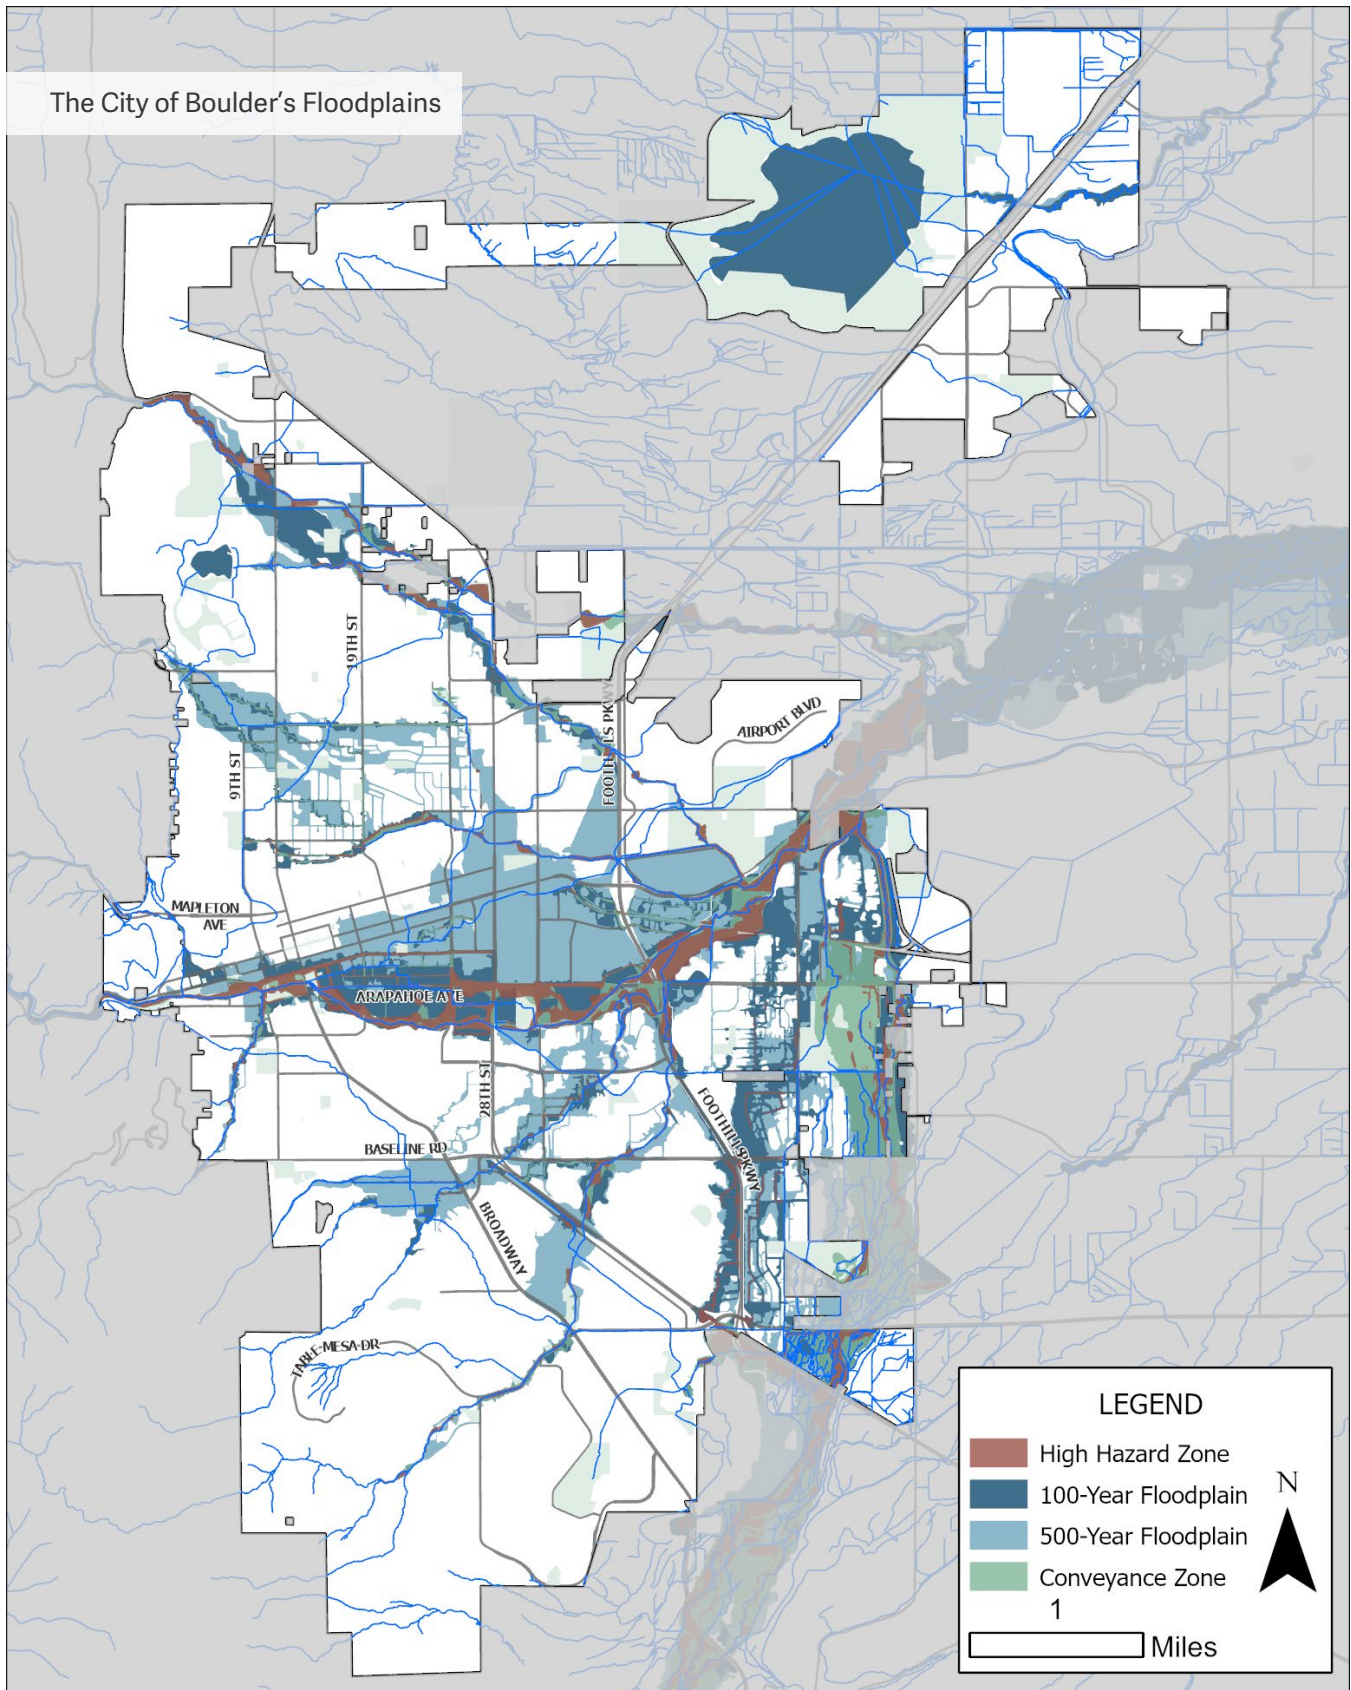 The City of Boulder's Floodplains
19TH ST
FOOTHILLS PKWY
AIRPORT BLVD
9TH ST
MAPLETON
AVE
ARAPAHOE AVE
28TH ST
FOOTHILLS PKWY
BASELINE RD
BROADWAY
TABLE MESA DR
LEGEND
High Hazard Zone
N
100-Year Floodplain
500-Year Floodplain
Conveyance Zone
1
Miles